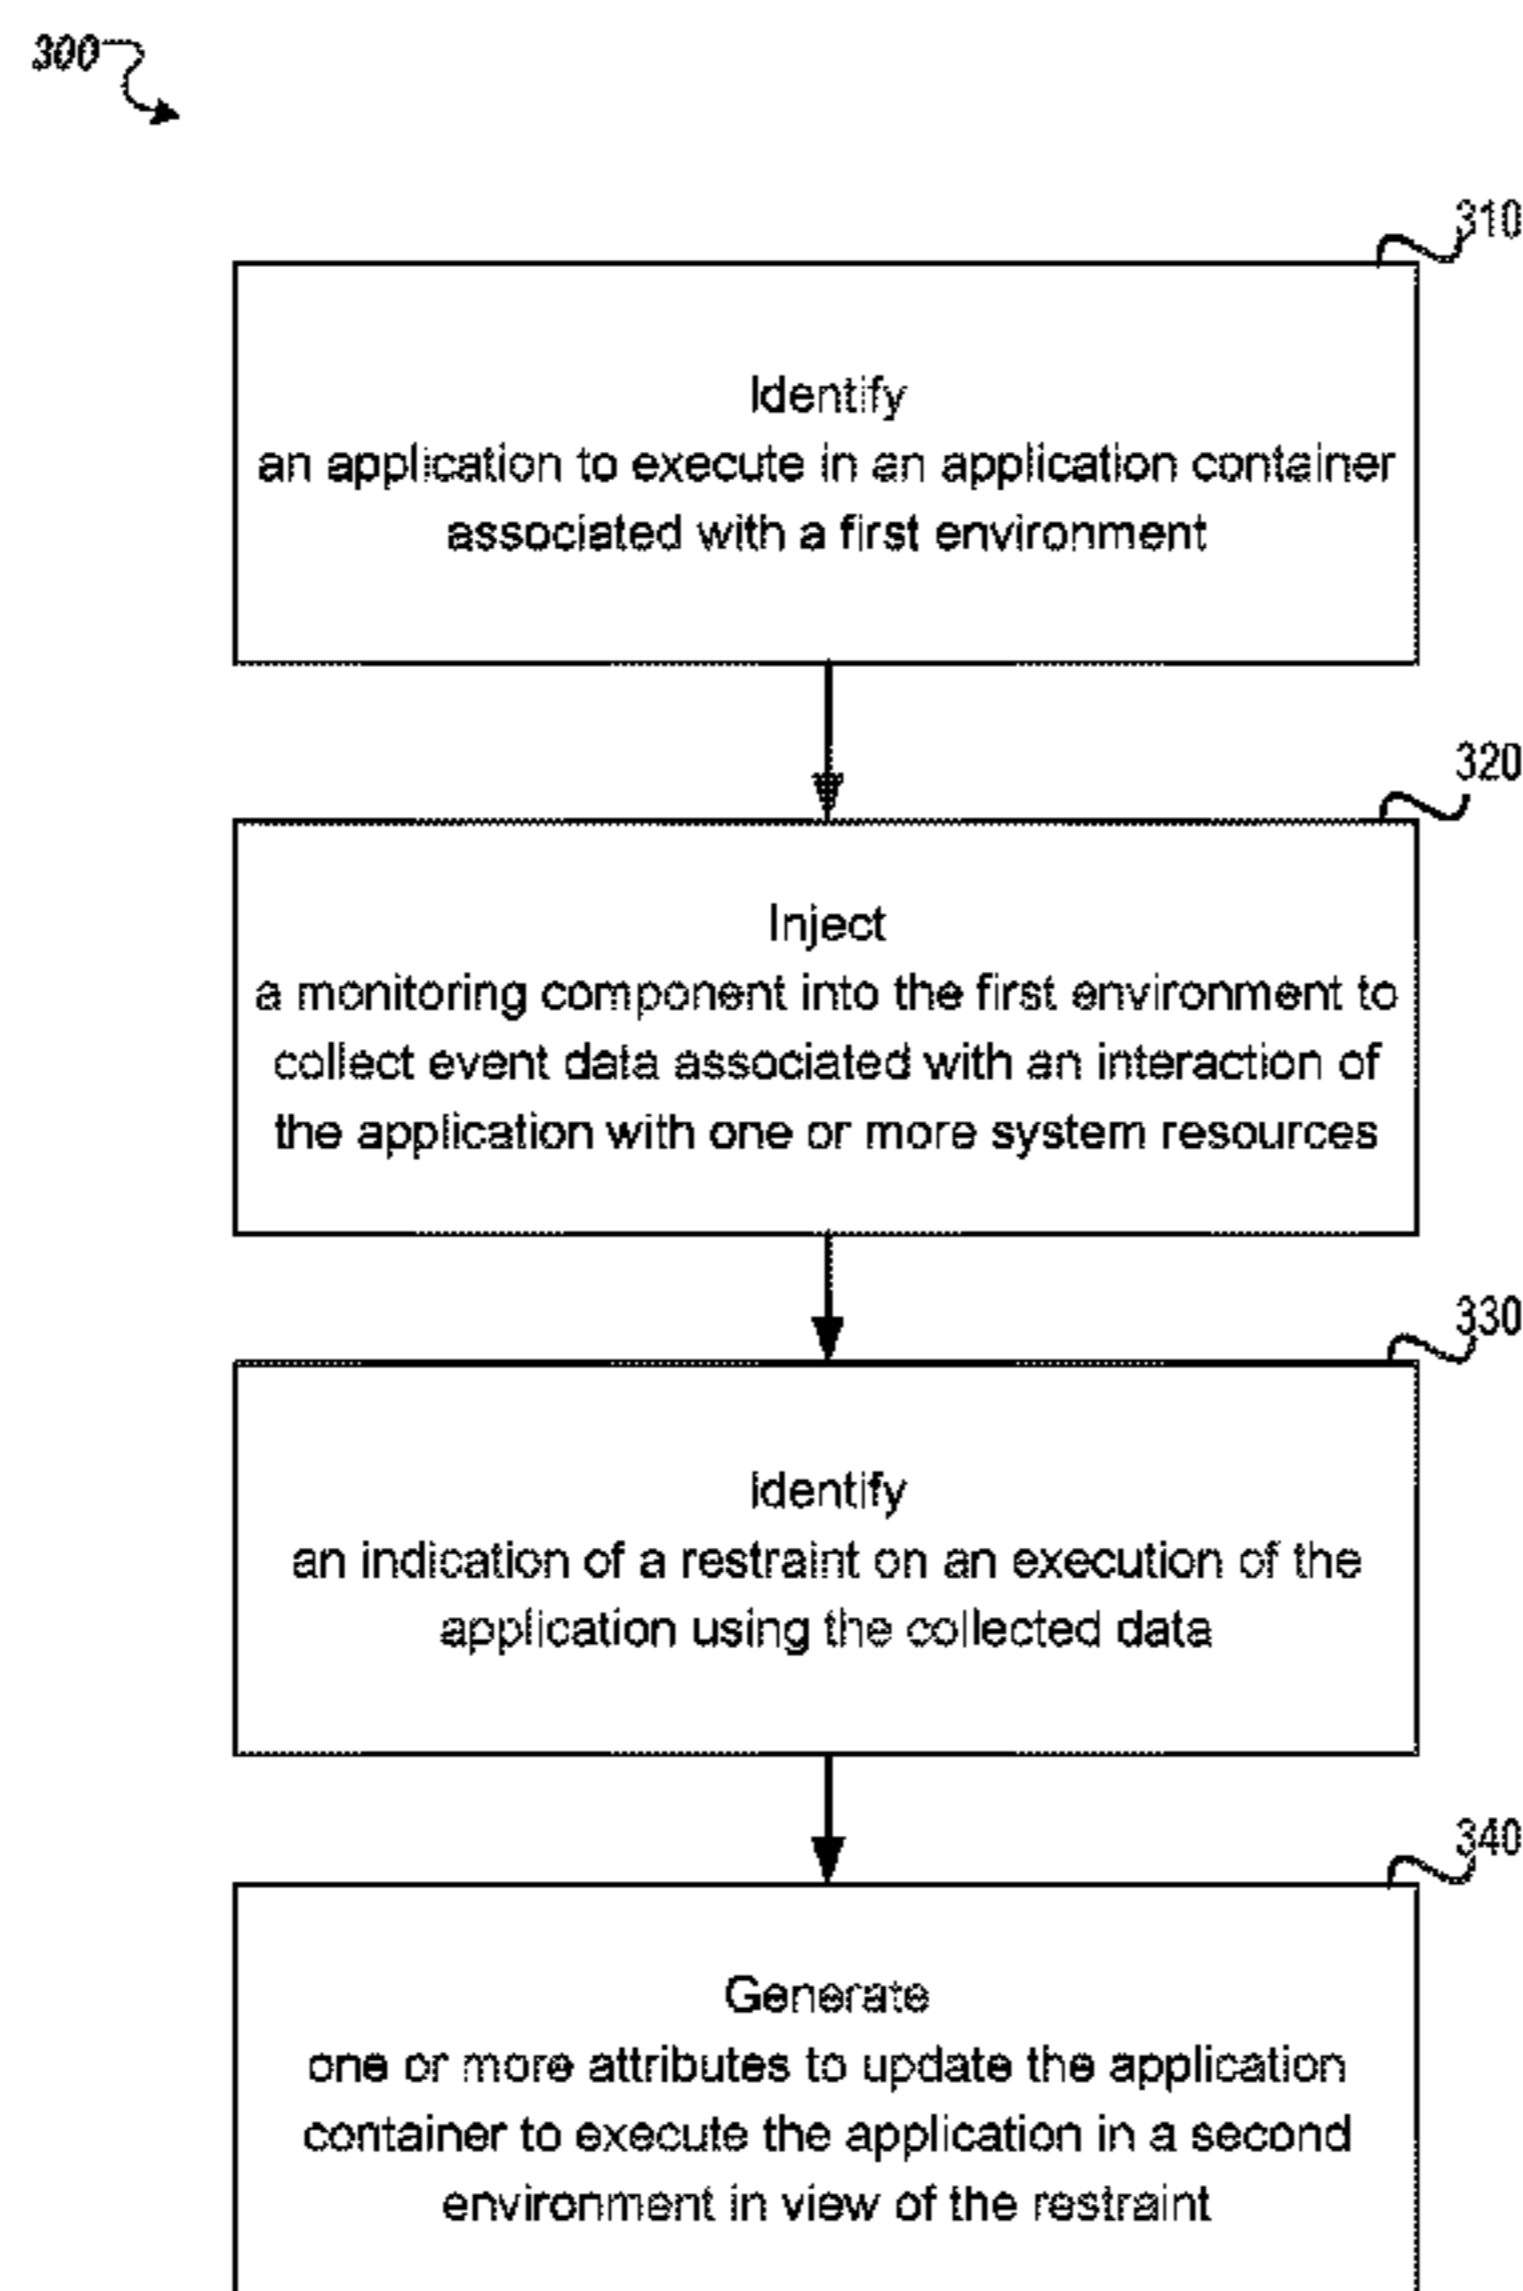 300
310
Identify
an application to execute in an application container
associated with a first environment
320
Inject
a monitoring component into the first environment to
collect event data associated with an interaction of
the application with one or more system resources
330
Identify
an indication of a restraint on an execution of the
application using the collected data
340
Generate
one or more attributes to update the application
container to execute the application in a second
environment in view of the restraint